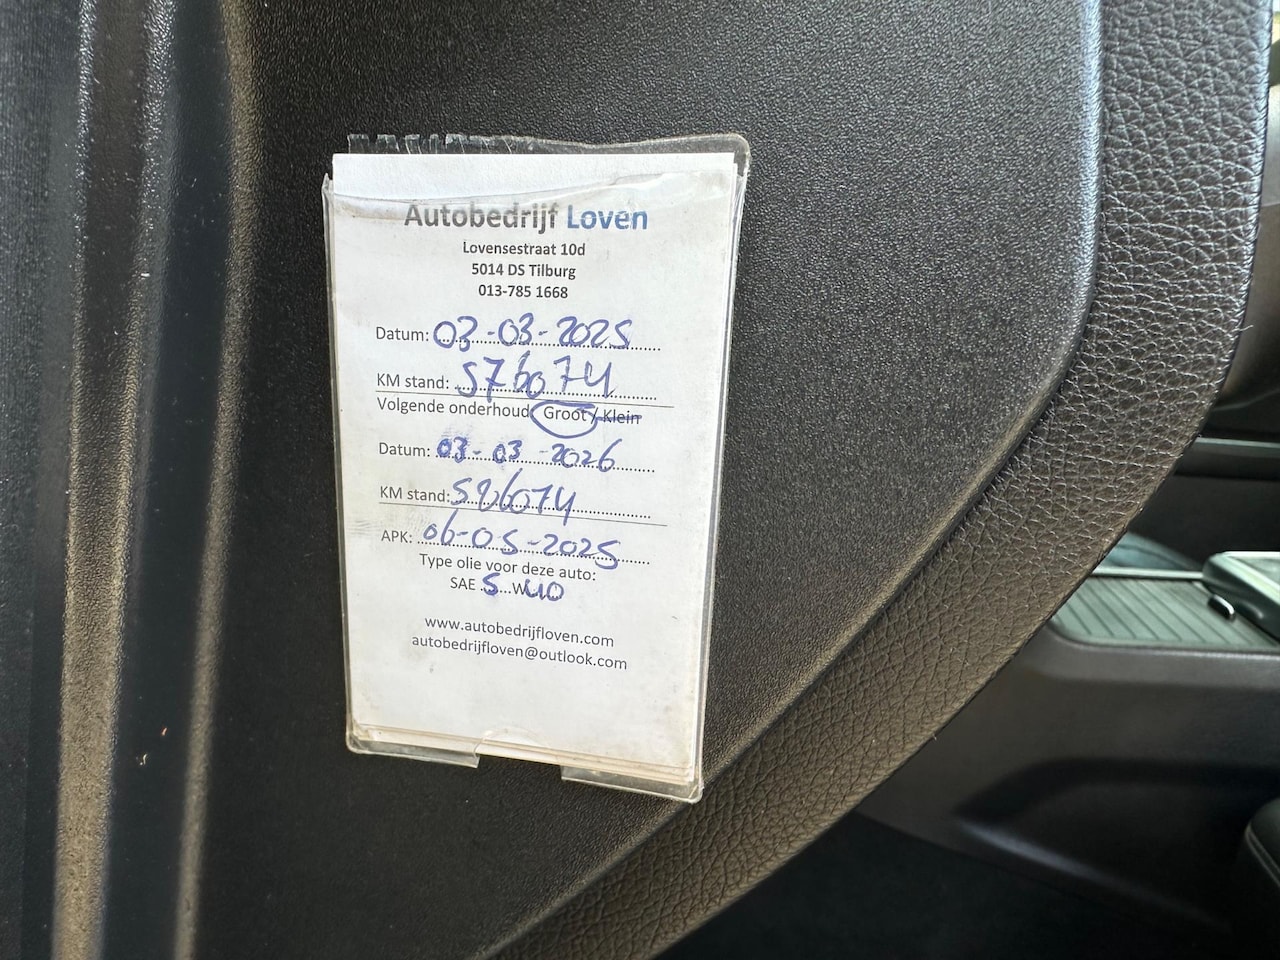 Autobedrijf Loven
Lovensestraat 10d
5014 DS Tilburg
013-785 1668
Datum: 03-03-2025
KM stand: 576074
Volgende onderhoud: Groot / Klein
Datum: 03-03-2026
KM stand: 596074
APK: 06-05-2025
Type olie voor deze auto:
SAE 5 W 40
www.autobedrijfloven.com
autobedrijfloven@outlook.com